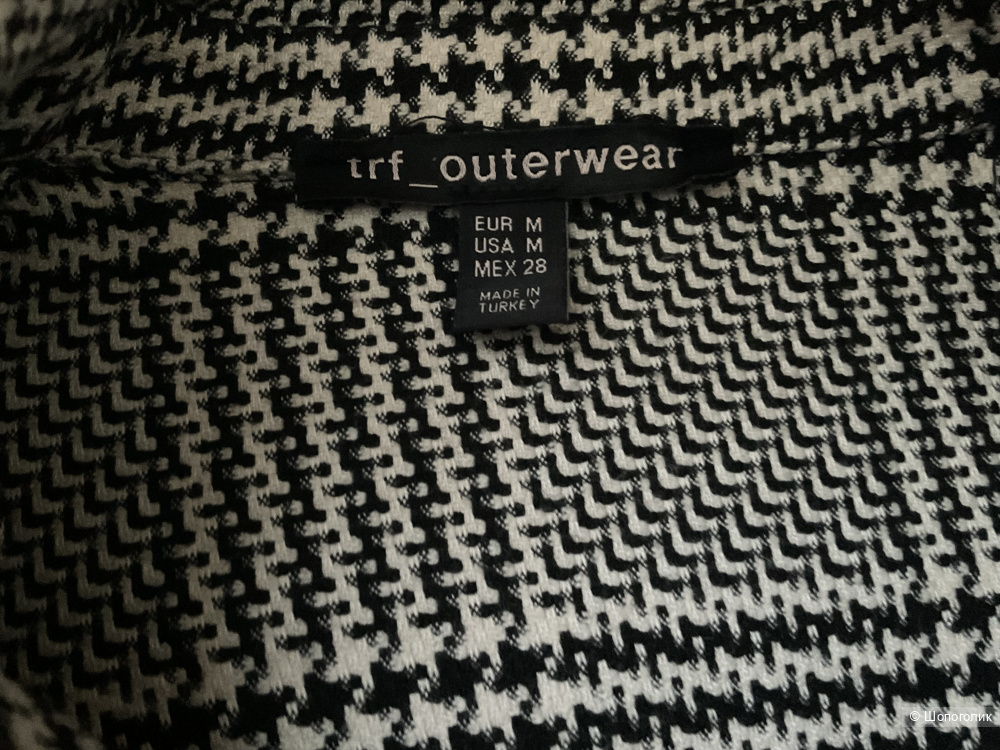 trf_outerwear
EUR M
USA M
MEX 28
MADE IN
TURKEY
© Шопоголик